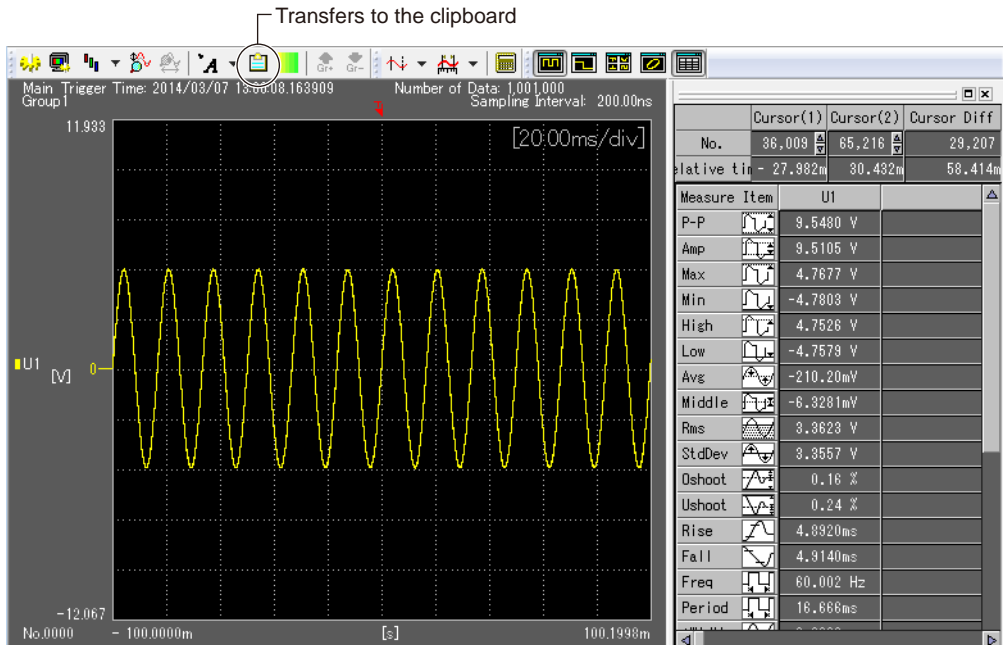 Transfers to the clipboard
Main Trigger Time: 2014/03/07 13:00:08.163909 Number of Data: 1,001,000
Group1 Sampling Interval: 200.00ns
11.933
[20.00ms/div]
U1
[V]
0
-12.067
No.0000 - 100.0000m [s] 100.1998m
Cursor(1) Cursor(2) Cursor Diff
No. 36,009 65,216 29,207
elative tim - 27.982m 30.432m 58.414m
Measure Item U1
P-P 9.5480 V
Amp 9.5105 V
Max 4.7677 V
Min -4.7803 V
High 4.7526 V
Low -4.7579 V
Avg -210.20mV
Middle -6.3281mV
Rms 3.3623 V
StdDev 3.3557 V
Oshoot 0.16 %
Ushoot 0.24 %
Rise 4.8920ms
Fall 4.9140ms
Freq 60.002 Hz
Period 16.666ms